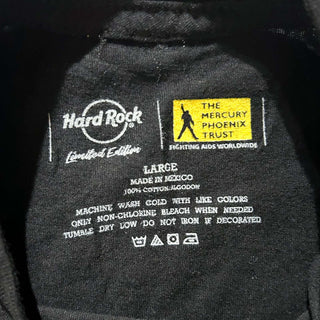 Hard Rock
Limited Edition
THE
MERCURY
PHOENIX
TRUST
FIGHTING AIDS WORLDWIDE
LARGE
MADE IN MEXICO
100% COTTON/ALGODON
MACHINE WASH COLD WITH LIKE COLORS
ONLY NON-CHLORINE BLEACH WHEN NEEDED
TUMBLE DRY LOW DO NOT IRON IF DECORATED